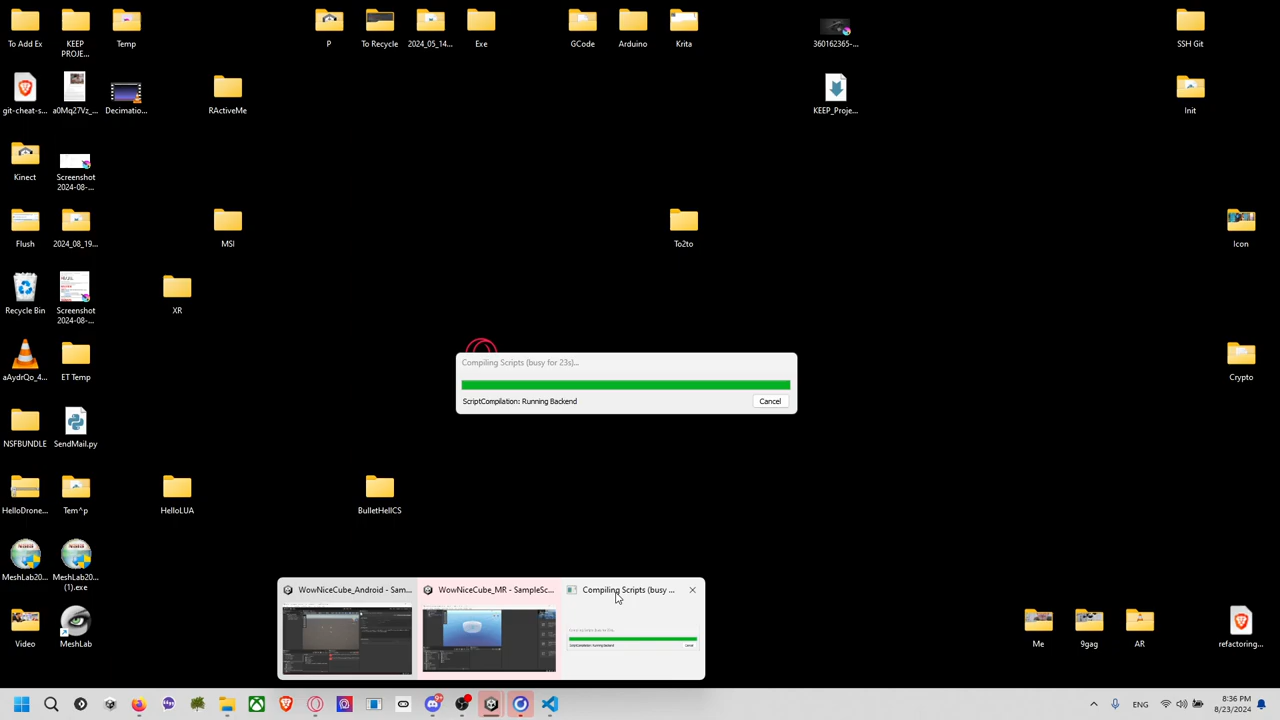 To Add Ex
KEEP
PROJE...
Temp
P
To Recycle
2024_05_14...
Exe
GCode
Arduino
Krita
360162365-...
SSH Git
git-cheat-s...
a0Mq27Vz_...
Decimatio...
RActiveMe
KEEP_Proje...
Init
Kinect
Screenshot
2024-08-...
Flush
2024_08_19...
MSI
To2to
Icon
Recycle Bin
Screenshot
2024-08-...
XR
Compiling Scripts (busy for 23s)...
ScriptCompilation: Running Backend
Cancel
aAydrQo_4...
ET Temp
Crypto
NSFBUNDLE
SendMail.py
HelloDrone...
Tem^p
HelloLUA
BulletHellCS
MeshLab20...
MeshLab20...
(1).exe
WowNiceCube_Android - Sam...
WowNiceCube_MR - SampleSc...
Compiling Scripts (busy ...
Video
MeshLab
Me
9gag
AR
refactoring...
ENG
8:36 PM
8/23/2024